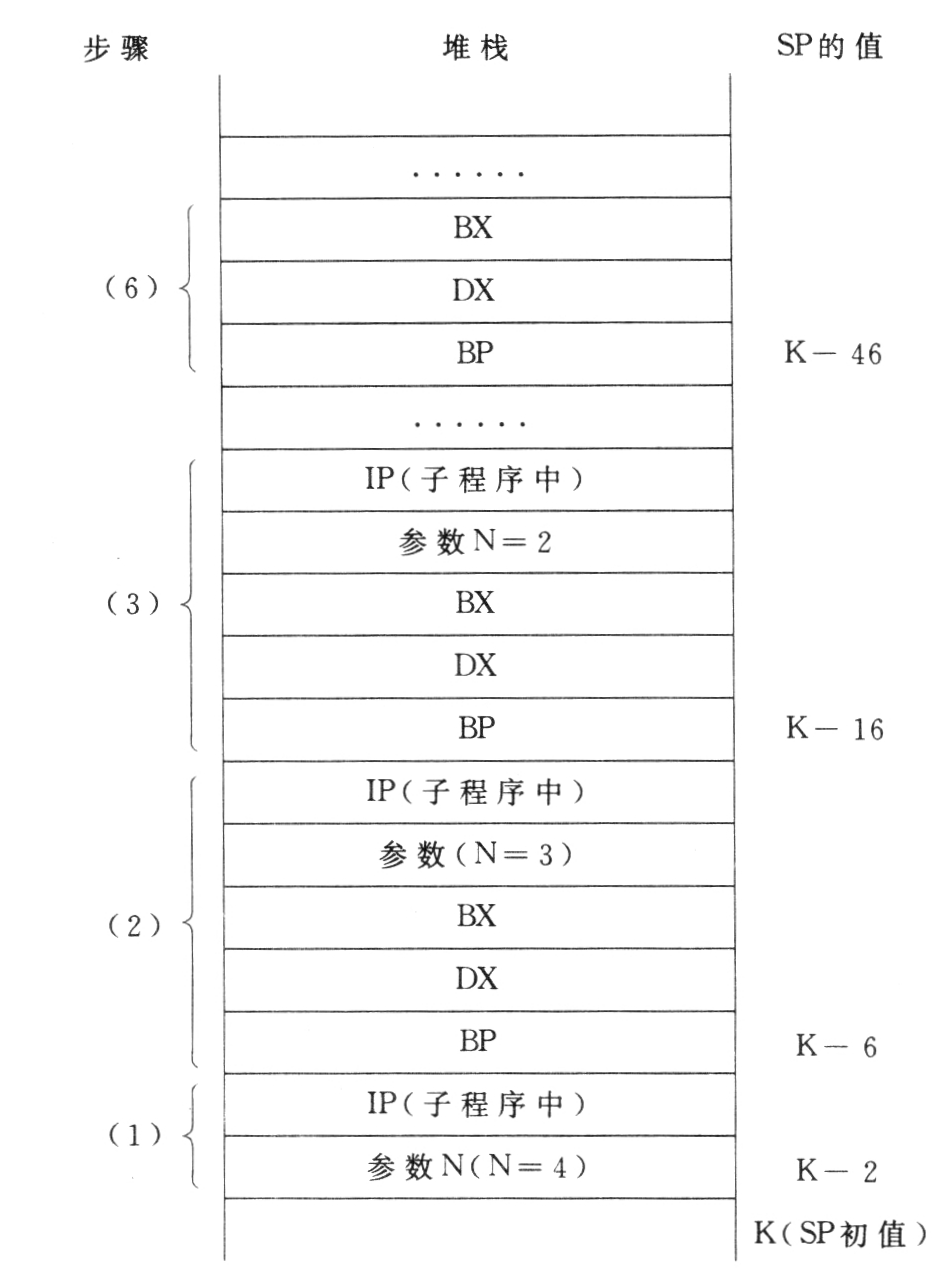 步骤 堆栈 SP的值
......
BX
(6) DX
BP K－46
......
IP(子程序中)
参数N＝2
(3) BX
DX
BP K－16
IP(子程序中)
参数(N＝3)
(2) BX
DX
BP K－6
IP(子程序中)
(1)
参数N(N＝4) K－2
K(SP初值)